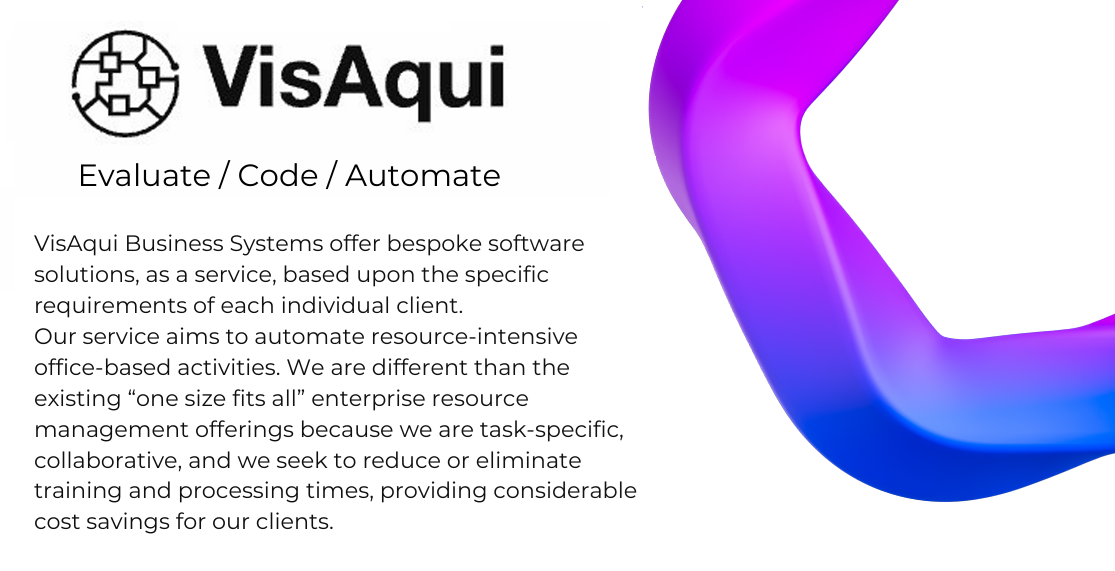 VisAqui
Evaluate / Code / Automate
VisAqui Business Systems offer bespoke software
solutions, as a service, based upon the specific
requirements of each individual client.
Our service aims to automate resource-intensive
office-based activities. We are different than the
existing “one size fits all” enterprise resource
management offerings because we are task-specific,
collaborative, and we seek to reduce or eliminate
training and processing times, providing considerable
cost savings for our clients.